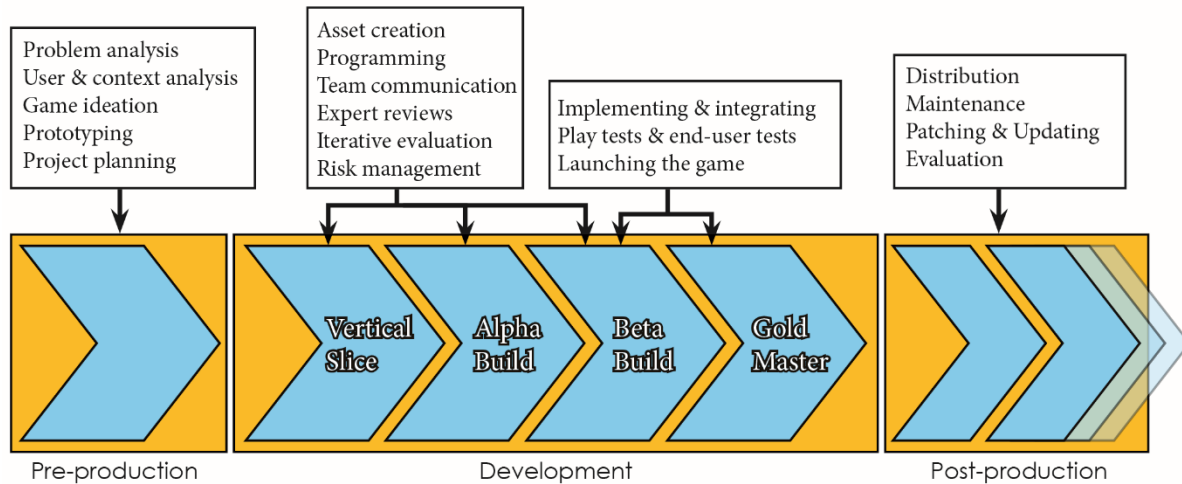 Problem analysis
User & context analysis
Game ideation
Prototyping
Project planning
Asset creation
Programming
Team communication
Expert reviews
Iterative evaluation
Risk management
Implementing & integrating
Play tests & end-user tests
Launching the game
Distribution
Maintenance
Patching & Updating
Evaluation
Vertical
Slice
Alpha
Build
Beta
Build
Gold
Master
Pre-production
Development
Post-production